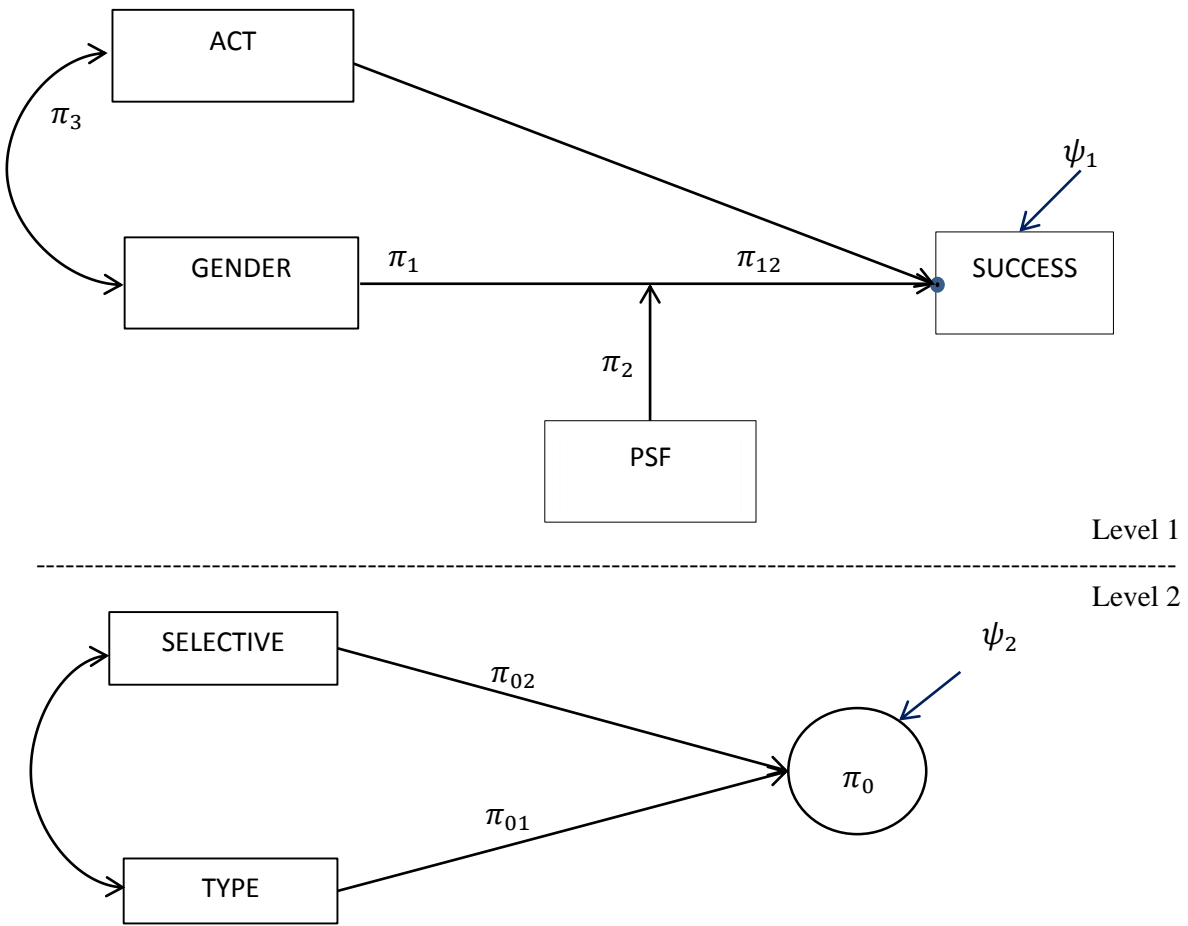 ACT
π₃
ψ₁
GENDER
π₁
π₁₂
SUCCESS
π₂
PSF
Level 1
Level 2
SELECTIVE
ψ₂
π₀₂
π₀
π₀₁
TYPE